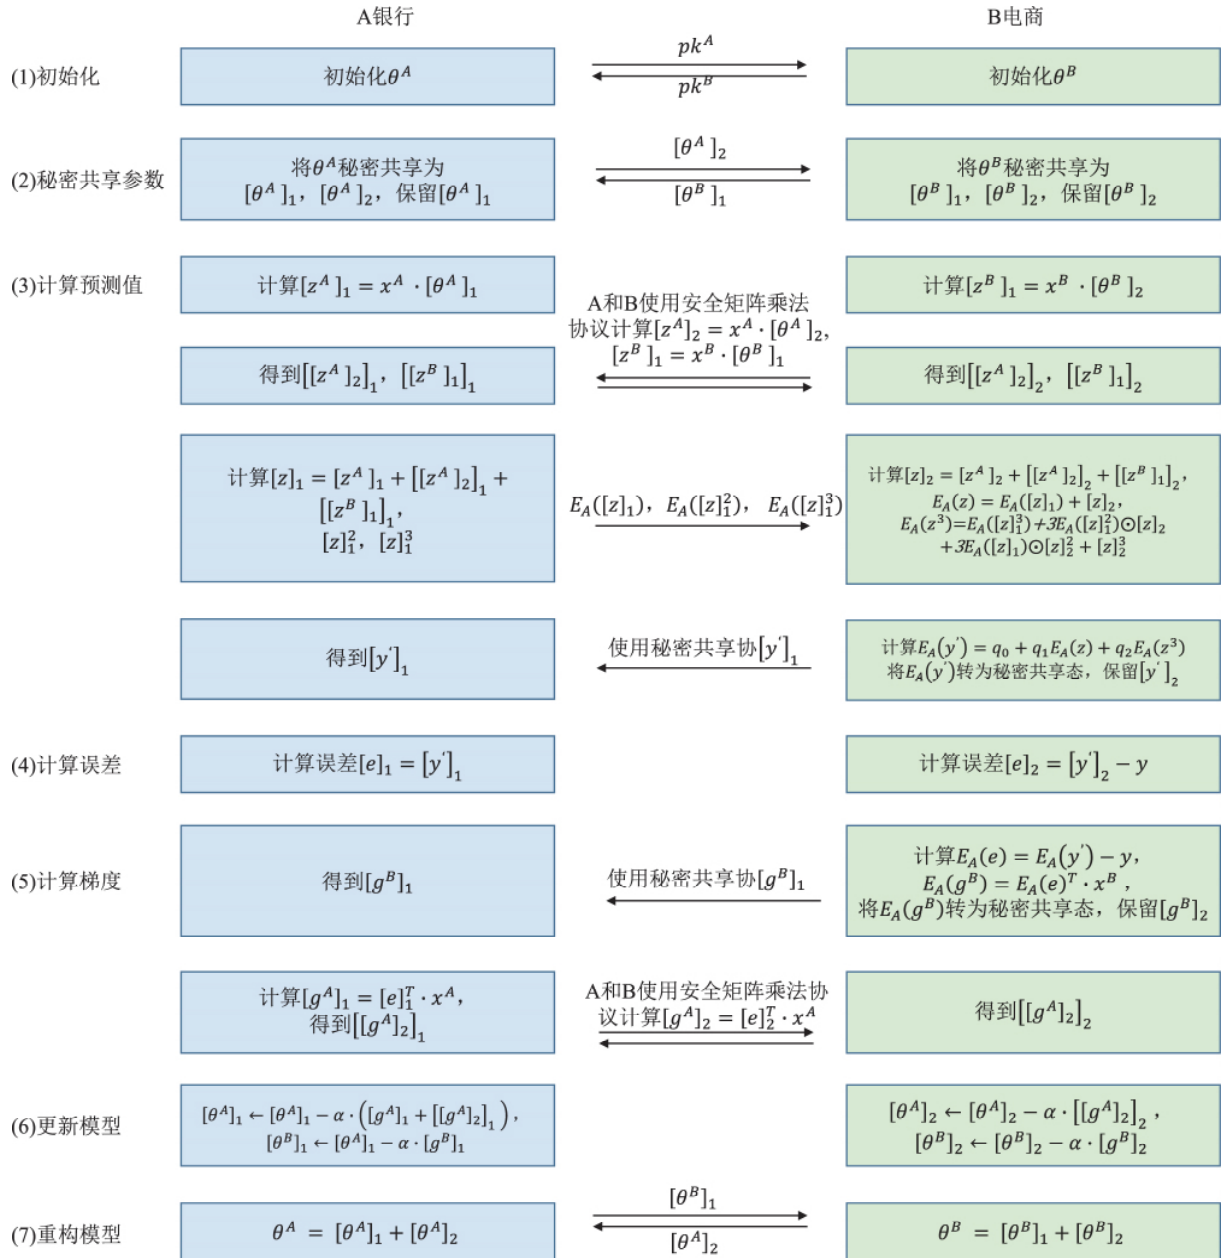 A银行
B电商
(1)初始化
初始化θ^A
pk^A
pk^B
初始化θ^B
(2)秘密共享参数
将θ^A秘密共享为
[θ^A]_1，[θ^A]_2，保留[θ^A]_1
[θ^A]_2
[θ^B]_1
将θ^B秘密共享为
[θ^B]_1，[θ^B]_2，保留[θ^B]_2
(3)计算预测值
计算[z^A]_1 = x^A · [θ^A]_1
计算[z^B]_1 = x^B · [θ^B]_2
A和B使用安全矩阵乘法
协议计算[z^A]_2 = x^A · [θ^A]_2,
[z^B]_1 = x^B · [θ^B]_1
得到[[z^A]_2]_1，[[z^B]_1]_1
得到[[z^A]_2]_2，[[z^B]_1]_2
计算[z]_1 = [z^A]_1 + [[z^A]_2]_1 +
[[z^B]_1]_1,
[z]_1^2，[z]_1^3
E_A([z]_1)，E_A([z]_1^2)，E_A([z]_1^3)
计算[z]_2 = [z^A]_2 + [[z^A]_2]_2 + [[z^B]_1]_2,
E_A(z) = E_A([z]_1) + [z]_2,
E_A(z^3)=E_A([z]_1^3)+3E_A([z]_1^2)⊙[z]_2
+3E_A([z]_1)⊙[z]_2^2 + [z]_2^3
得到[y']_1
使用秘密共享协[y']_1
计算E_A(y') = q_0 + q_1E_A(z) + q_2E_A(z^3)
将E_A(y')转为秘密共享态，保留[y']_2
(4)计算误差
计算误差[e]_1 = [y']_1
计算误差[e]_2 = [y']_2 − y
(5)计算梯度
得到[g^B]_1
使用秘密共享协[g^B]_1
计算E_A(e) = E_A(y') − y,
E_A(g^B) = E_A(e)^T · x^B ,
将E_A(g^B)转为秘密共享态，保留[g^B]_2
计算[g^A]_1 = [e]_1^T · x^A,
得到[[g^A]_2]_1
A和B使用安全矩阵乘法协
议计算[g^A]_2 = [e]_2^T · x^A
得到[[g^A]_2]_2
(6)更新模型
[θ^A]_1 ← [θ^A]_1 − α · ([g^A]_1 + [[g^A]_2]_1) ,
[θ^B]_1 ← [θ^A]_1 − α · [g^B]_1
[θ^A]_2 ← [θ^A]_2 − α · [[g^A]_2]_2 ,
[θ^B]_2 ← [θ^B]_2 − α · [g^B]_2
(7)重构模型
θ^A = [θ^A]_1 + [θ^A]_2
[θ^B]_1
[θ^A]_2
θ^B = [θ^B]_1 + [θ^B]_2